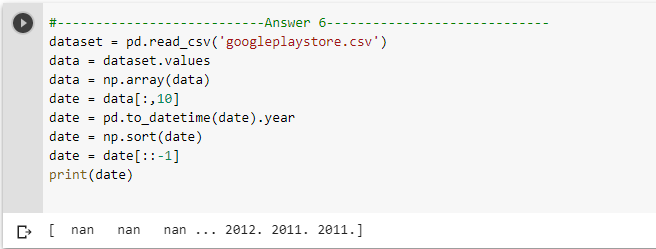 #---------------------------Answer 6-----------------------------
dataset = pd.read_csv('googleplaystore.csv')
data = dataset.values
data = np.array(data)
date = data[:,10]
date = pd.to_datetime(date).year
date = np.sort(date)
date = date[::-1]
print(date)
[  nan   nan   nan ... 2012. 2011. 2011.]